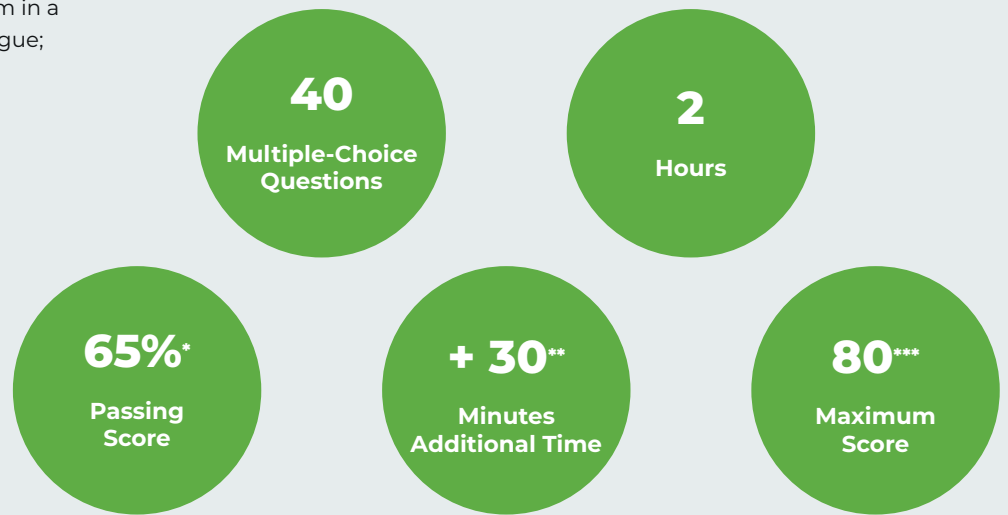 m in a
gue;
40
Multiple-Choice
Questions
2
Hours
65%*
Passing
Score
+ 30**
Minutes
Additional Time
80***
Maximum
Score